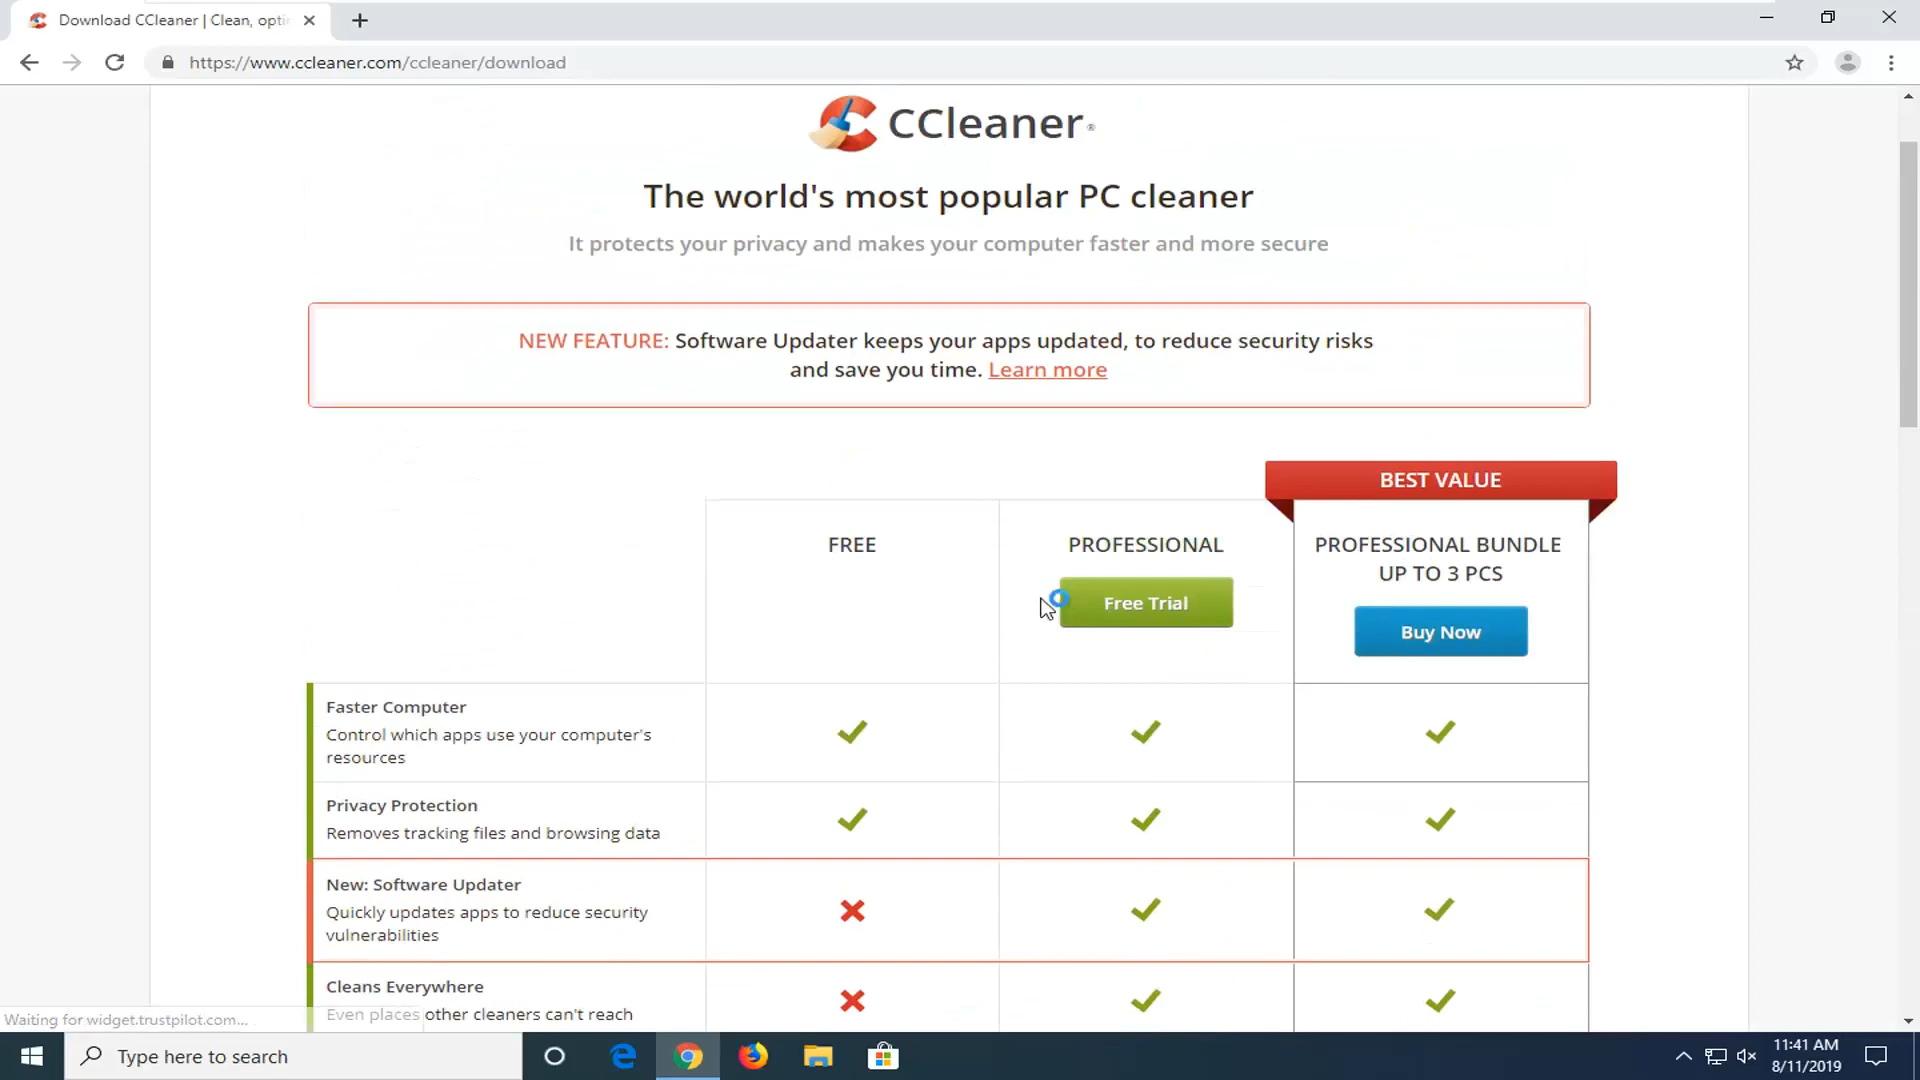 Download CCleaner | Clean, opti
https://www.ccleaner.com/ccleaner/download
CCleaner®
The world's most popular PC cleaner
It protects your privacy and makes your computer faster and more secure
NEW FEATURE: Software Updater keeps your apps updated, to reduce security risks
and save you time. Learn more
BEST VALUE
FREE
PROFESSIONAL
PROFESSIONAL BUNDLE
UP TO 3 PCS
Free Trial
Buy Now
Faster Computer
Control which apps use your computer's
resources
Privacy Protection
Removes tracking files and browsing data
New: Software Updater
Quickly updates apps to reduce security
vulnerabilities
Cleans Everywhere
Even places other cleaners can't reach
Waiting for widget.trustpilot.com...
Type here to search
11:41 AM
8/11/2019